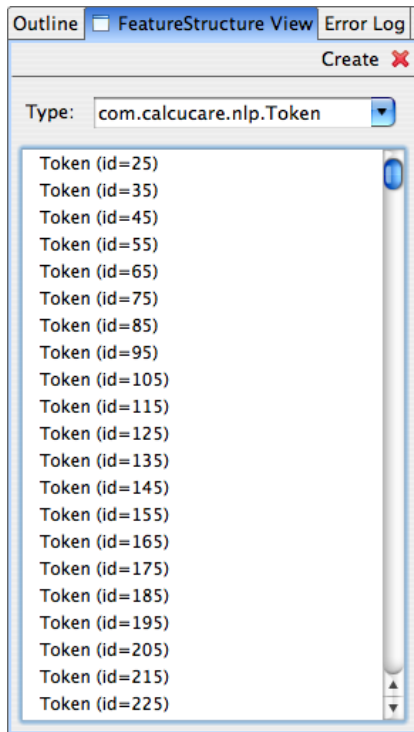 Outline FeatureStructure View Error Log
Create
Type: com.calcucare.nlp.Token
Token (id=25)
Token (id=35)
Token (id=45)
Token (id=55)
Token (id=65)
Token (id=75)
Token (id=85)
Token (id=95)
Token (id=105)
Token (id=115)
Token (id=125)
Token (id=135)
Token (id=145)
Token (id=155)
Token (id=165)
Token (id=175)
Token (id=185)
Token (id=195)
Token (id=205)
Token (id=215)
Token (id=225)